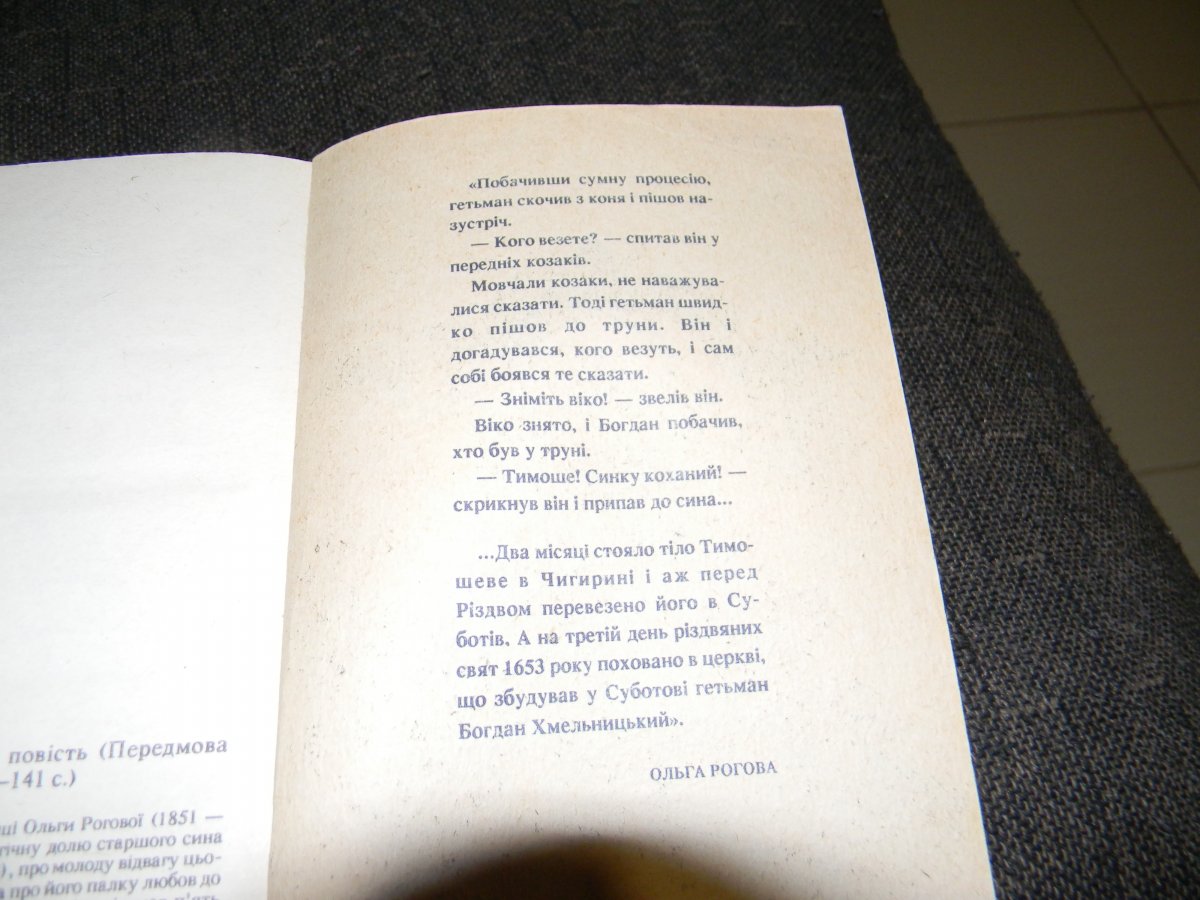 повість (Передмова
–141 с.)
ці Ольги Рогової (1851 —
гічну долю старшого сина
), про молоду відвагу цьо-
а про його палку любов до
п'ять
«Побачивши сумну процесію,
гетьман скочив з коня і пішов на-
зустріч.
— Кого везете? — спитав він у
передніх козаків.
Мовчали козаки, не наважува-
лися сказати. Тоді гетьман швид-
ко пішов до труни. Він і
догадувався, кого везуть, і сам
собі боявся те сказати.
— Зніміть віко! — звелів він.
Віко знято, і Богдан побачив,
хто був у труні.
— Тимоше! Синку коханий! —
скрикнув він і припав до сина...
...Два місяці стояло тіло Тимо-
шеве в Чигирині і аж перед
Різдвом перевезено його в Су-
ботів. А на третій день різдвяних
свят 1653 року поховано в церкві,
що збудував у Суботові гетьман
Богдан Хмельницький».
ОЛЬГА РОГОВА